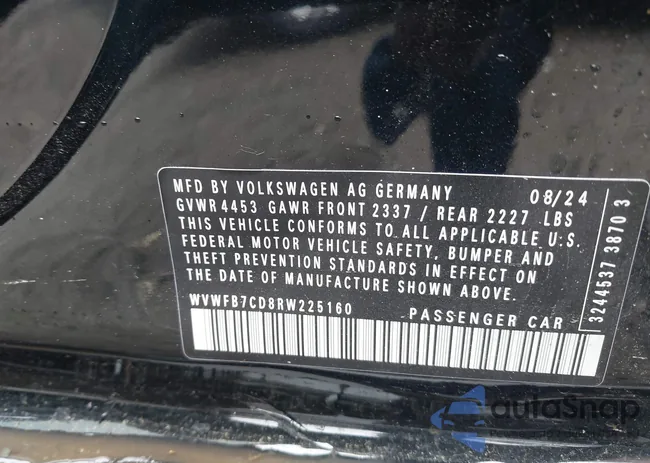 MFD BY VOLKSWAGEN AG GERMANY 08/24
GVWR 4453 GAWR FRONT 2337 / REAR 2227 LBS
THIS VEHICLE CONFORMS TO ALL APPLICABLE U.S.
FEDERAL MOTOR VEHICLE SAFETY, BUMPER AND
THEFT PREVENTION STANDARDS IN EFFECT ON
THE DATE OF MANUFACTURE SHOWN ABOVE.
WVWFB7CD8RW225160 PASSENGER CAR
3244537 3870 3
autaSnap